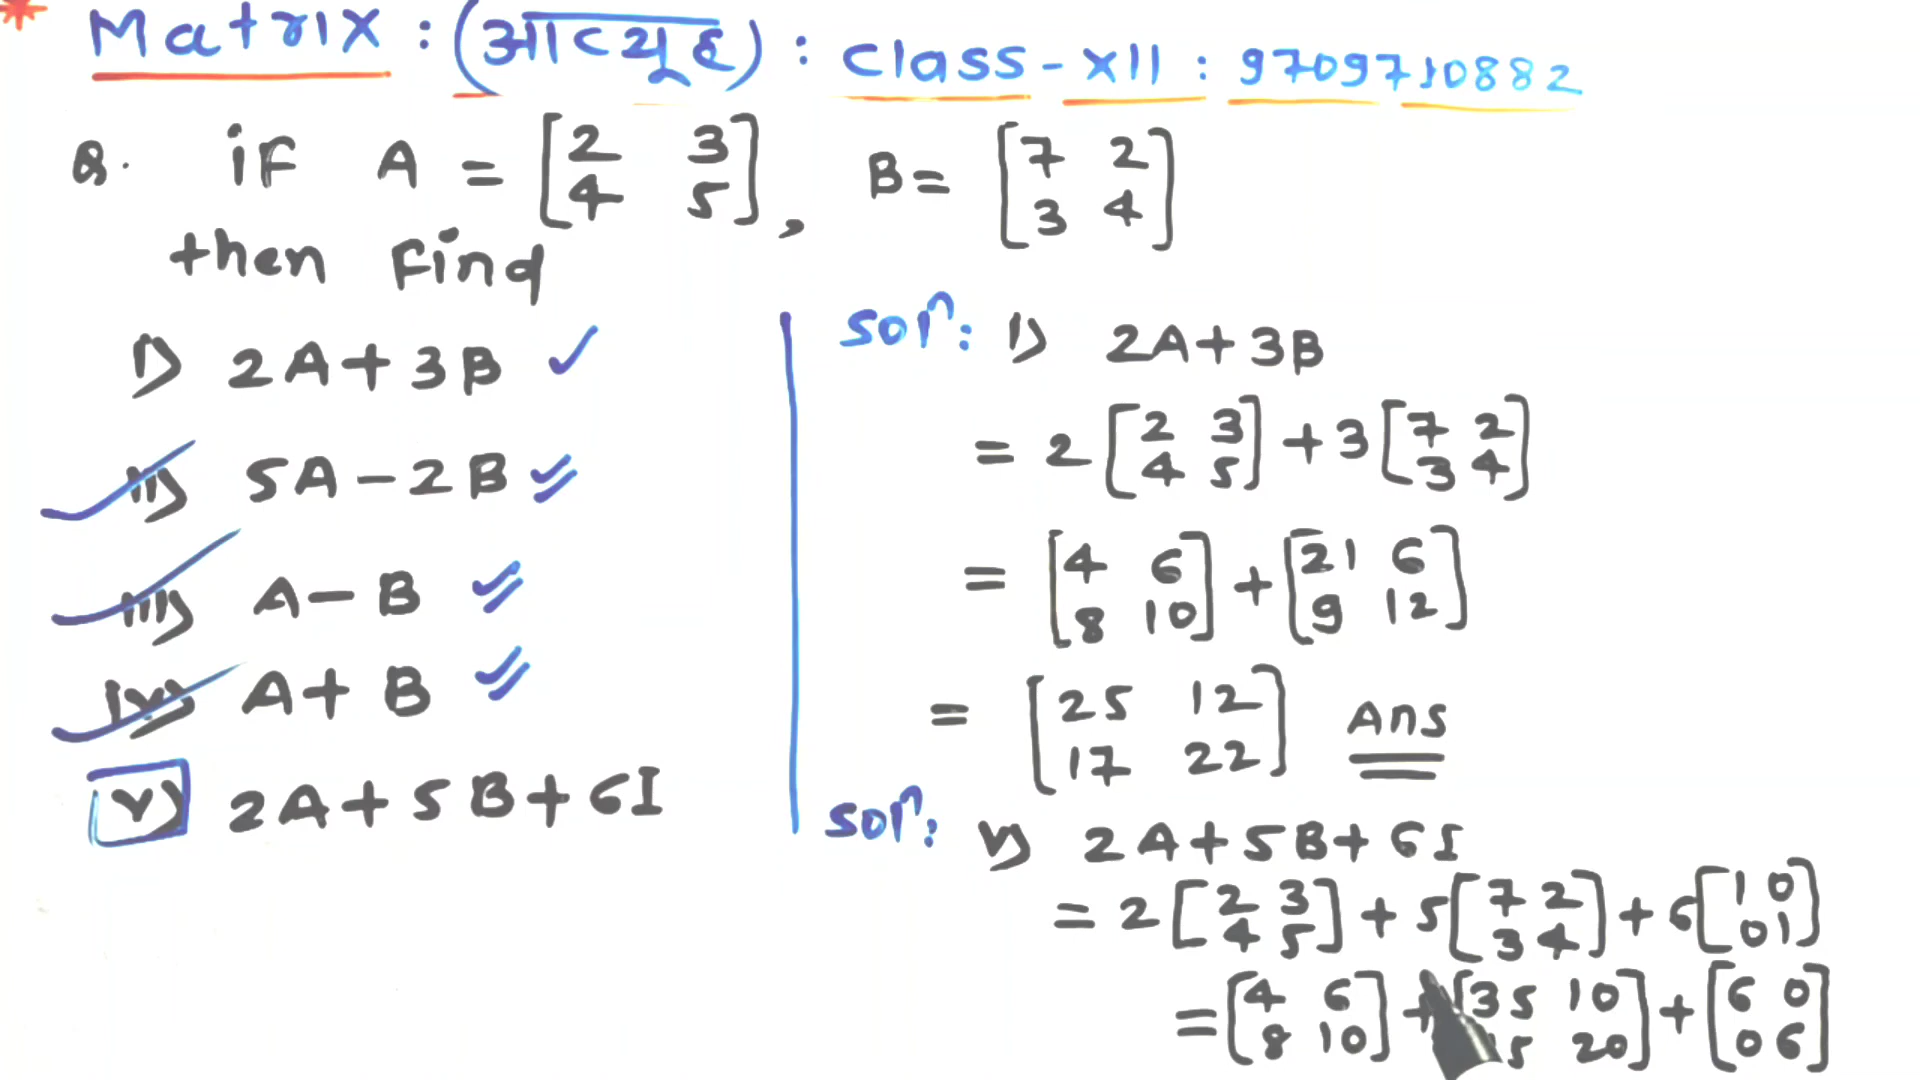 Matrix : (आव्यूह) : Class-XII : 9709710882
Q. if A = [2 3
4 5], B = [7 2
3 4]
then find
i) 2A+3B
ii) 5A-2B
iii) A-B
iv) A+B
v) 2A+5B+6I
Solⁿ: i) 2A+3B
= 2[2 3
4 5] + 3[7 2
3 4]
= [4 6
8 10] + [21 6
9 12]
= [25 12
17 22] Ans
Solⁿ: v) 2A+5B+6I
= 2[2 3
4 5] + 5[7 2
3 4] + 6[1 0
0 1]
= [4 6
8 10] + [35 10
5 20] + [6 0
0 6]